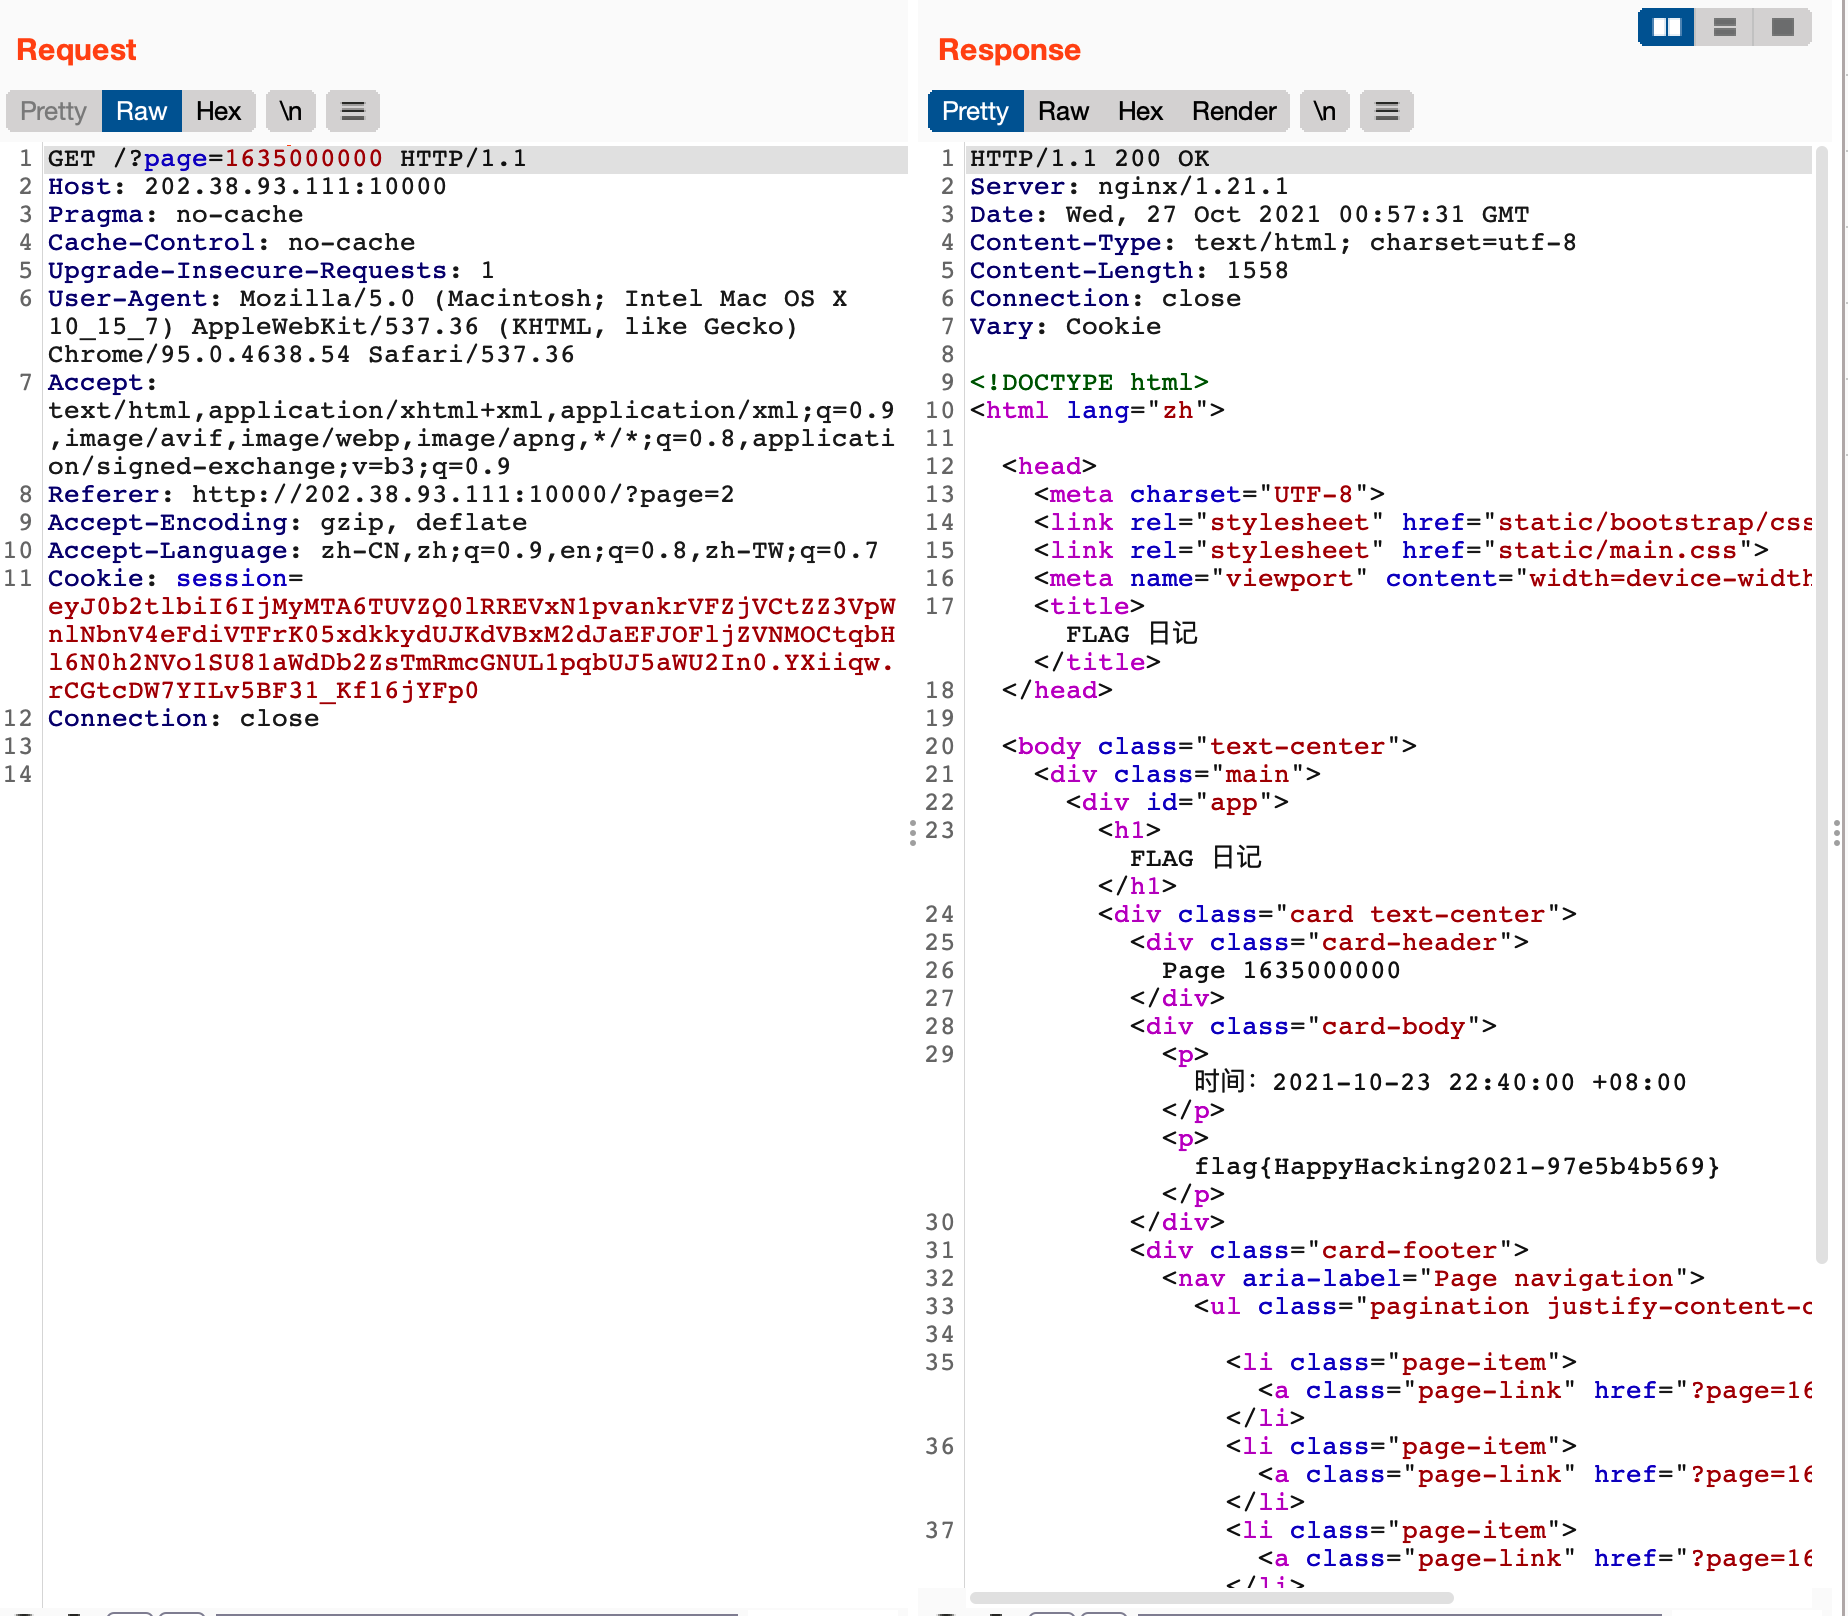 Request
Pretty Raw Hex \n
1 GET /?page=1635000000 HTTP/1.1
2 Host: 202.38.93.111:10000
3 Pragma: no-cache
4 Cache-Control: no-cache
5 Upgrade-Insecure-Requests: 1
6 User-Agent: Mozilla/5.0 (Macintosh; Intel Mac OS X
10_15_7) AppleWebKit/537.36 (KHTML, like Gecko)
Chrome/95.0.4638.54 Safari/537.36
7 Accept:
text/html,application/xhtml+xml,application/xml;q=0.9
,image/avif,image/webp,image/apng,*/*;q=0.8,applicati
on/signed-exchange;v=b3;q=0.9
8 Referer: http://202.38.93.111:10000/?page=2
9 Accept-Encoding: gzip, deflate
10 Accept-Language: zh-CN,zh;q=0.9,en;q=0.8,zh-TW;q=0.7
11 Cookie: session=
eyJ0b2tlbiI6IjMyMTA6TUVZQ0lRREVxN1pvankrVFZjVCtZZ3VpW
nlNbnV4eFdiVTFrK05xdkkydUJKdVBxM2dJaEFJOFljZVNMOCtqbH
l6N0h2NVo1SU81aWdDb2ZsTmRmcGNUL1pqbUJ5aWU2In0.YXiiqw.
rCGtcDW7YILv5BF31_Kf16jYFp0
12 Connection: close
13
14
Response
Pretty Raw Hex Render \n
1 HTTP/1.1 200 OK
2 Server: nginx/1.21.1
3 Date: Wed, 27 Oct 2021 00:57:31 GMT
4 Content-Type: text/html; charset=utf-8
5 Content-Length: 1558
6 Connection: close
7 Vary: Cookie
8
9 <!DOCTYPE html>
10 <html lang="zh">
11
12 <head>
13 <meta charset="UTF-8">
14 <link rel="stylesheet" href="static/bootstrap/css
15 <link rel="stylesheet" href="static/main.css">
16 <meta name="viewport" content="width=device-width
17 <title>
FLAG 日记
</title>
18 </head>
19
20 <body class="text-center">
21 <div class="main">
22 <div id="app">
23 <h1>
FLAG 日记
</h1>
24 <div class="card text-center">
25 <div class="card-header">
26 Page 1635000000
27 </div>
28 <div class="card-body">
29 <p>
时间：2021-10-23 22:40:00 +08:00
</p>
<p>
flag{HappyHacking2021-97e5b4b569}
</p>
30 </div>
31 <div class="card-footer">
32 <nav aria-label="Page navigation">
33 <ul class="pagination justify-content-c
34
35 <li class="page-item">
<a class="page-link" href="?page=16
</li>
36 <li class="page-item">
<a class="page-link" href="?page=16
</li>
37 <li class="page-item">
<a class="page-link" href="?page=16
</li>